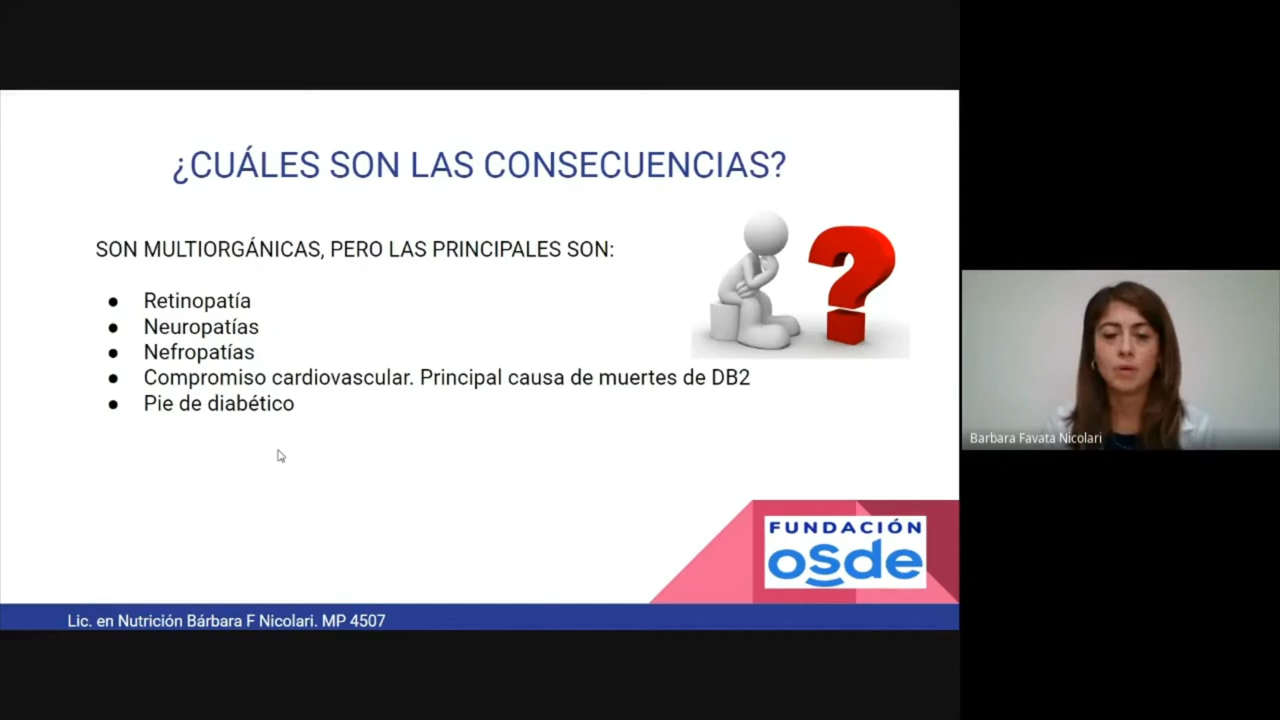 ¿CUÁLES SON LAS CONSECUENCIAS?
SON MULTIORGÁNICAS, PERO LAS PRINCIPALES SON:
● Retinopatía
● Neuropatías
● Nefropatías
● Compromiso cardiovascular. Principal causa de muertes de DB2
● Pie de diabético
Barbara Favata Nicolari
FUNDACIÓN
osde
Lic. en Nutrición Bárbara F Nicolari. MP 4507